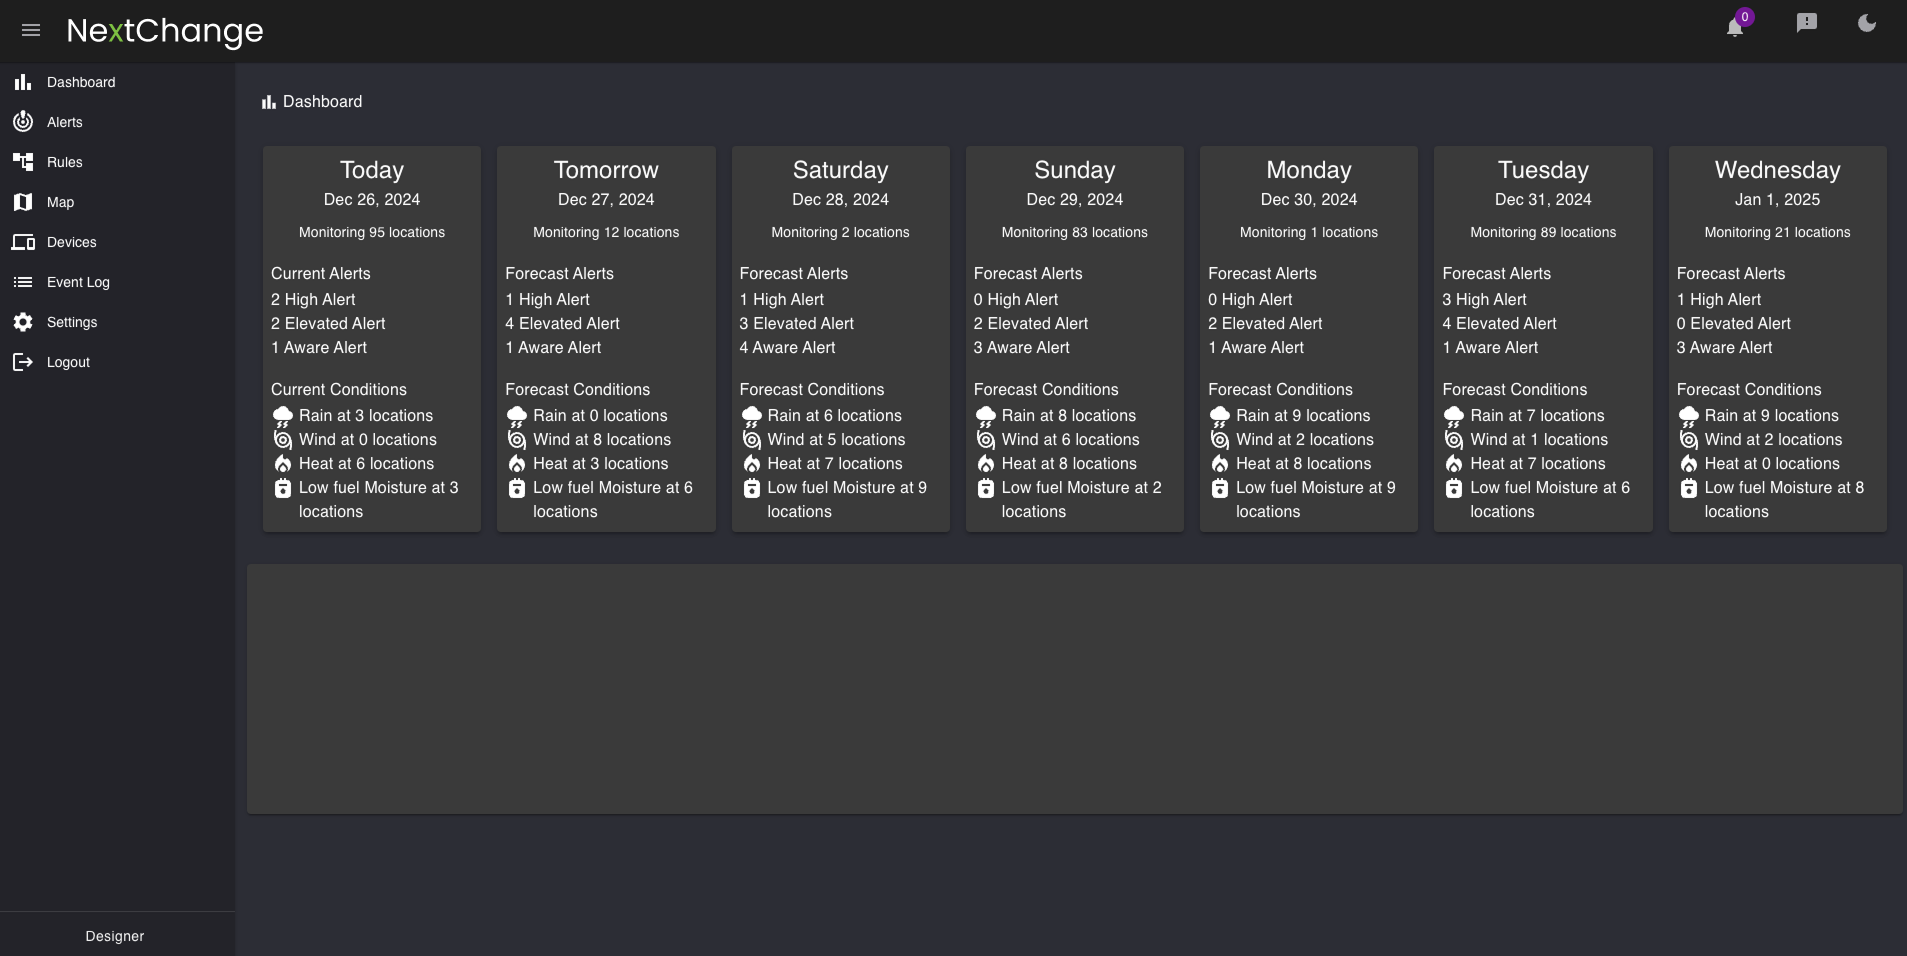 NextChange
0
Dashboard
Alerts
Rules
Map
Devices
Event Log
Settings
Logout
Designer
Dashboard
Today
Dec 26, 2024
Monitoring 95 locations
Current Alerts
2 High Alert
2 Elevated Alert
1 Aware Alert
Current Conditions
Rain at 3 locations
Wind at 0 locations
Heat at 6 locations
Low fuel Moisture at 3
locations
Tomorrow
Dec 27, 2024
Monitoring 12 locations
Forecast Alerts
1 High Alert
4 Elevated Alert
1 Aware Alert
Forecast Conditions
Rain at 0 locations
Wind at 8 locations
Heat at 3 locations
Low fuel Moisture at 6
locations
Saturday
Dec 28, 2024
Monitoring 2 locations
Forecast Alerts
1 High Alert
3 Elevated Alert
4 Aware Alert
Forecast Conditions
Rain at 6 locations
Wind at 5 locations
Heat at 7 locations
Low fuel Moisture at 9
locations
Sunday
Dec 29, 2024
Monitoring 83 locations
Forecast Alerts
0 High Alert
2 Elevated Alert
3 Aware Alert
Forecast Conditions
Rain at 8 locations
Wind at 6 locations
Heat at 8 locations
Low fuel Moisture at 2
locations
Monday
Dec 30, 2024
Monitoring 1 locations
Forecast Alerts
0 High Alert
2 Elevated Alert
1 Aware Alert
Forecast Conditions
Rain at 9 locations
Wind at 2 locations
Heat at 8 locations
Low fuel Moisture at 9
locations
Tuesday
Dec 31, 2024
Monitoring 89 locations
Forecast Alerts
3 High Alert
4 Elevated Alert
1 Aware Alert
Forecast Conditions
Rain at 7 locations
Wind at 1 locations
Heat at 7 locations
Low fuel Moisture at 6
locations
Wednesday
Jan 1, 2025
Monitoring 21 locations
Forecast Alerts
1 High Alert
0 Elevated Alert
3 Aware Alert
Forecast Conditions
Rain at 9 locations
Wind at 2 locations
Heat at 0 locations
Low fuel Moisture at 8
locations